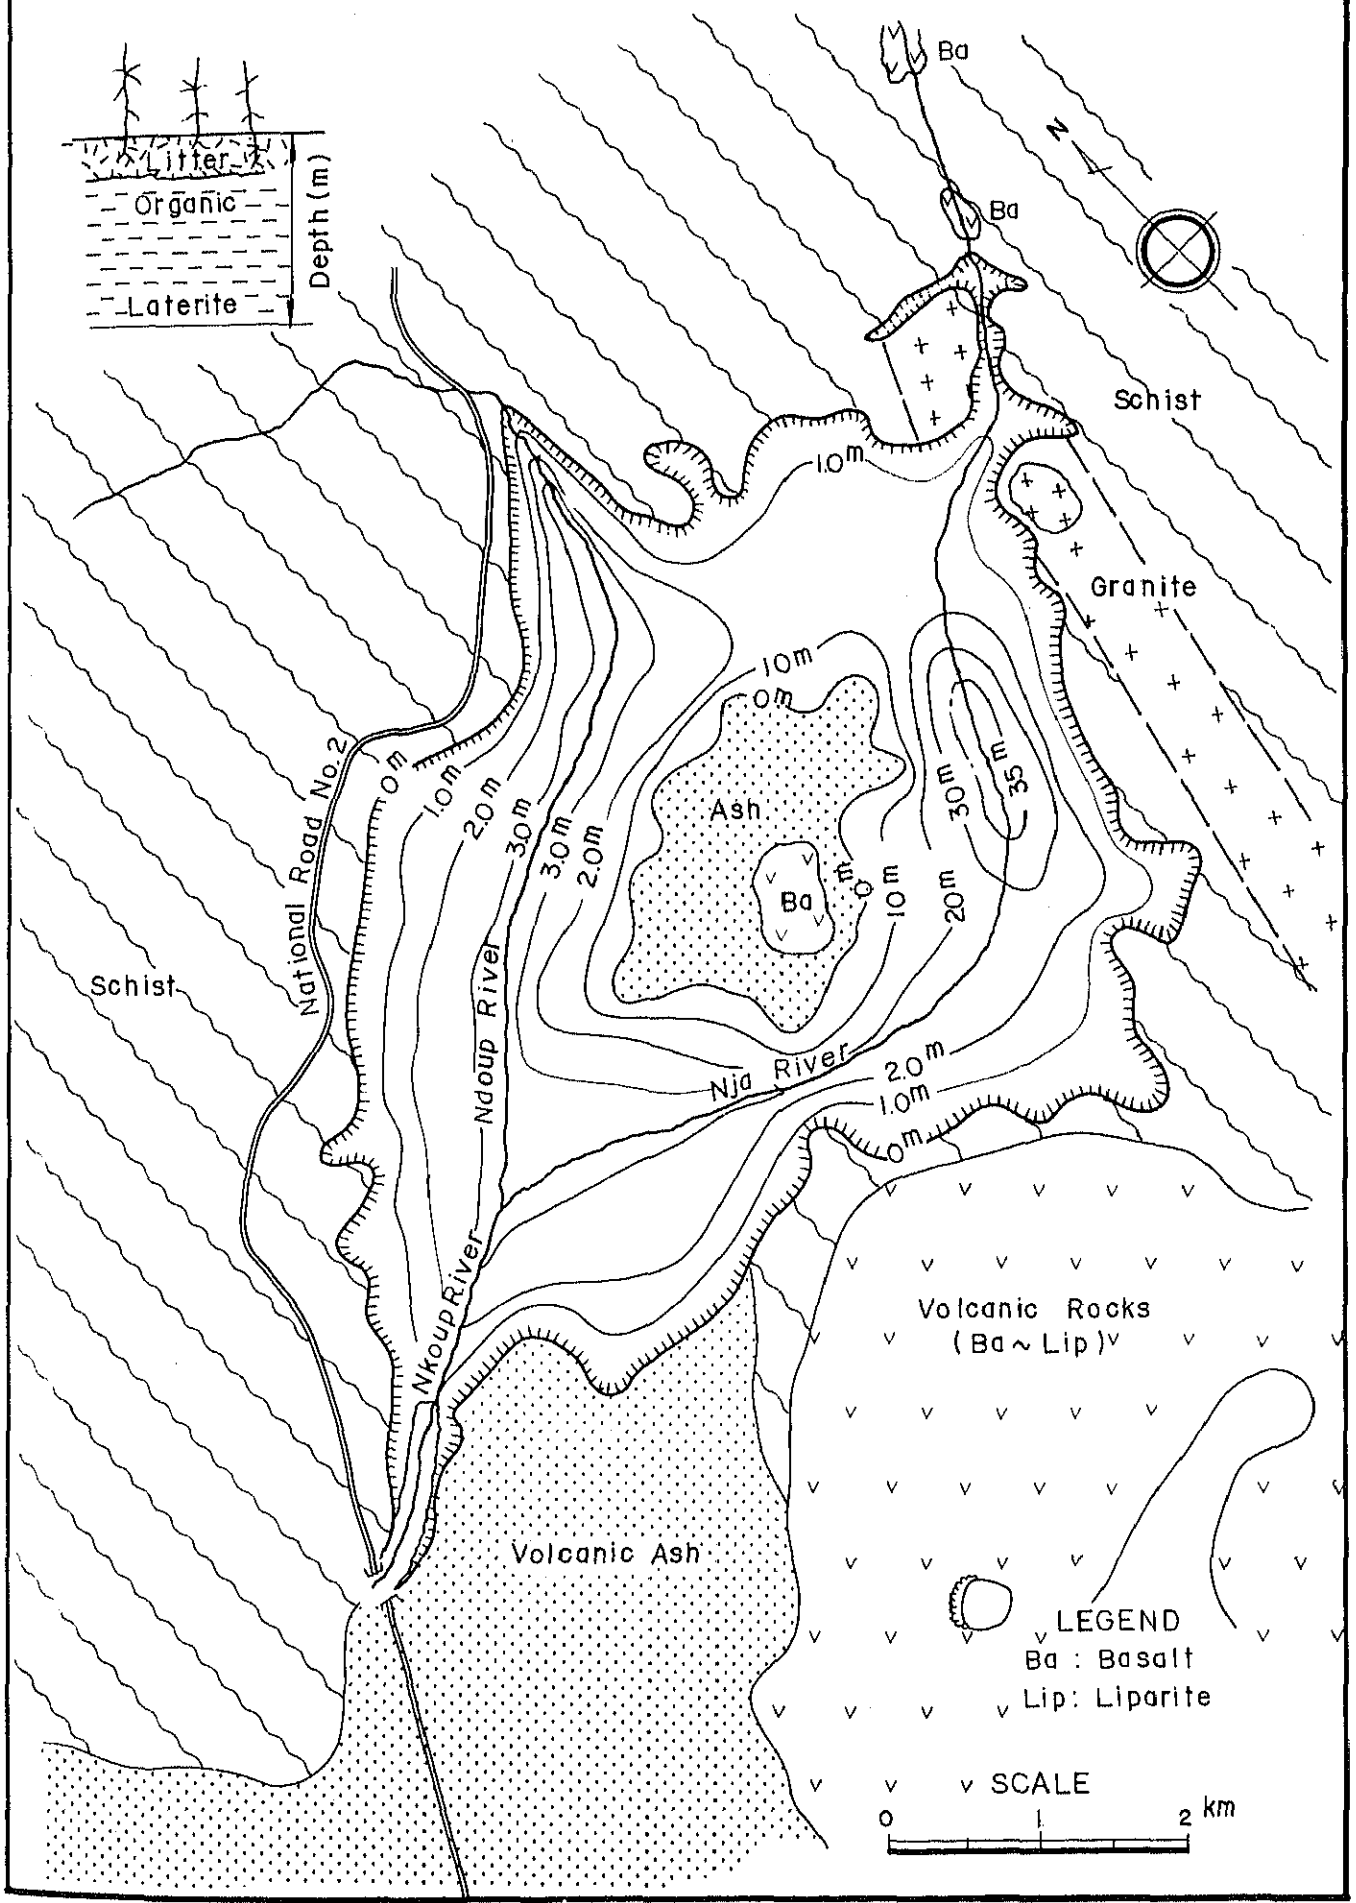 Ba
N
Litter
Organic
Depth(m)
Ba
Laterite
Schist
1.0m
Granite
10m
0m
National Road No.2
0m
1.0m
2.0m
3.0m
3.0m
2.0m
Ash
30m
35m
Ba
0m
10m
20m
Schist
Ndoup River
Nja River
2.0m
1.0m
0m
Nkoup River
Volcanic Rocks
(Ba~Lip)
Volcanic Ash
LEGEND
Ba : Basalt
Lip: Liparite
SCALE
0 1 2 km